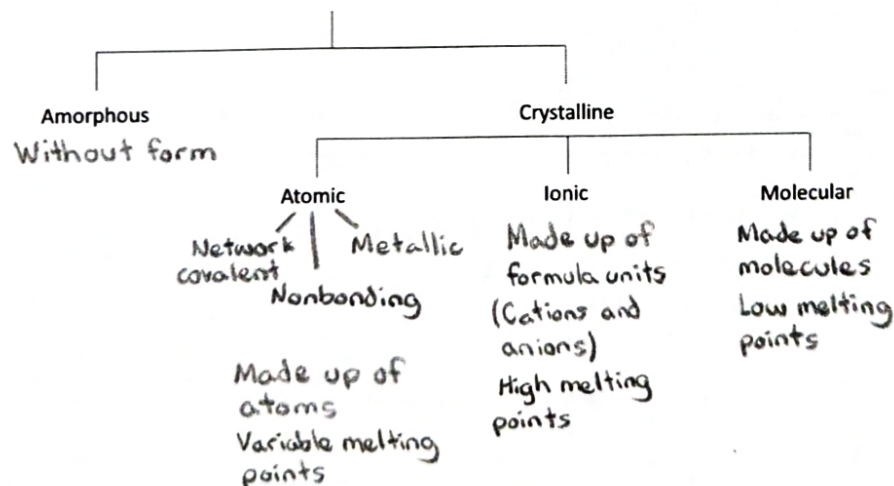 Amorphous
Without form
Crystalline
Atomic
Network
covalent
Nonbonding
Metallic
Made up of
atoms
Variable melting
points
Ionic
Made up of
formula units
(Cations and
anions)
High melting
points
Molecular
Made up of
molecules
Low melting
points